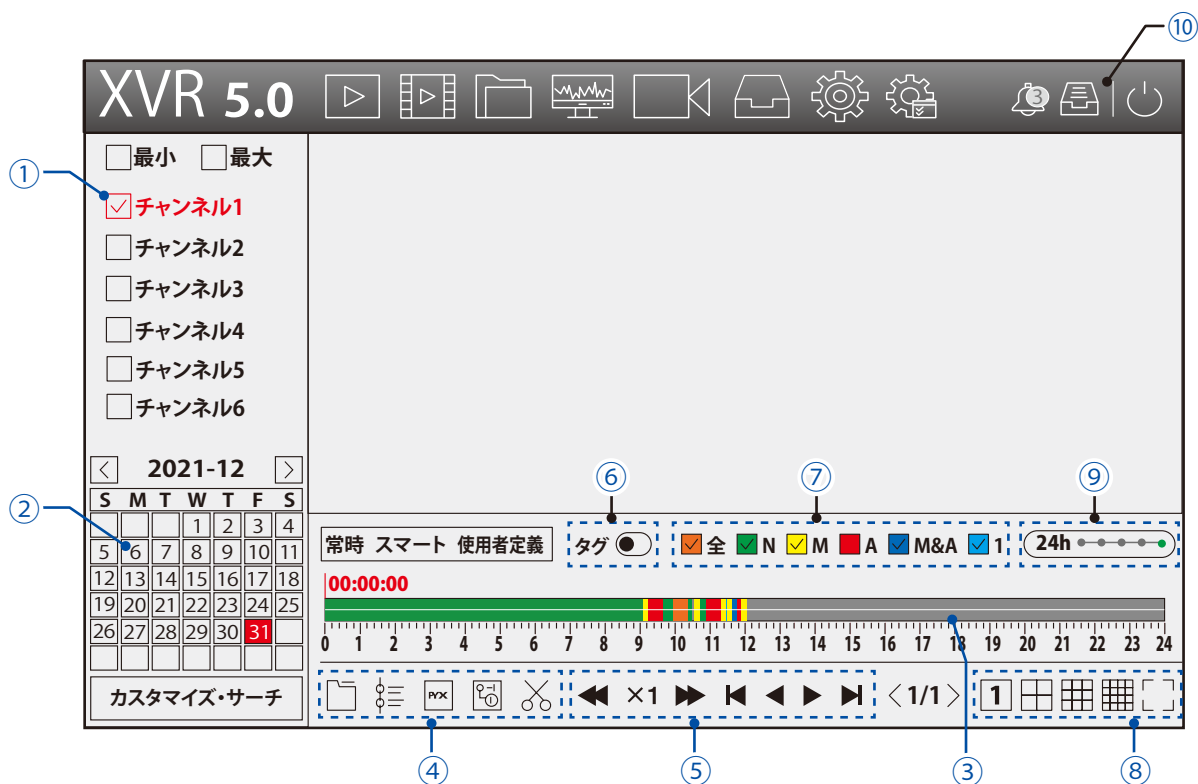 ⑩
XVR 5.0
3
①
最小 最大
チャンネル1
チャンネル2
チャンネル3
チャンネル4
チャンネル5
チャンネル6
2021-12
②
S M T W T F S
1 2 3 4
5 6 7 8 9 10 11
12 13 14 15 16 17 18
19 20 21 22 23 24 25
26 27 28 29 30 31
カスタマイズ・サーチ
⑥ ⑦ ⑨
常時 スマート 使用者定義 タグ 全 N M A M&A 1 24h
00:00:00
0 1 2 3 4 5 6 7 8 9 10 11 12 13 14 15 16 17 18 19 20 21 22 23 24
×1 1/1 1
④ ⑤ ③ ⑧